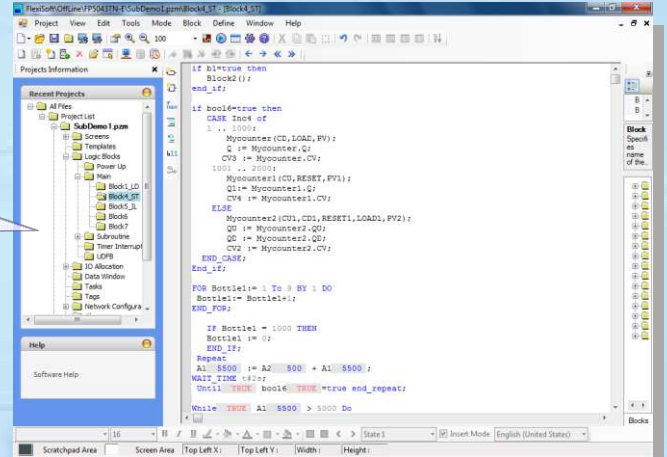 FlexiSoft\OffLine\FP5043TN-E\SubDemo1.pzm\Block4_ST - [Block4_ST]
Project View Edit Tools Mode Block Define Window Help
100
Projects Information
Recent Projects
All Files
Project List
SubDemo1.pzm
Screens
Templates
Logic Blocks
Power Up
Main
Block1_LD
Block4_ST
Block5_IL
Block6
Block7
Subroutine
Timer Interrupt
UDFB
IO Allocation
Data Window
Tasks
Tags
Network Configura
Help
Software Help
if b1=true then
Block2();
end_if;
if bool6=true then
CASE Inc4 of
1 .. 1000:
Mycounter(CD,LOAD,PV);
Q := Mycounter.Q;
CV3 := Mycounter.CV;
1001 .. 2000:
Mycounter1(CU,RESET,PV1);
Q1:= Mycounter1.Q;
CV4 := Mycounter1.CV;
ELSE
Mycounter2(CU1,CD1,RESET1,LOAD1,PV2);
QU := Mycounter2.QU;
QD := Mycounter2.QD;
CV2 := Mycounter2.CV;
END_CASE;
End_if;
FOR Bottle1:= 1 To 9 BY 1 DO
Bottle1:= Bottle1+1;
END_FOR;
IF Bottle1 = 1000 THEN
Bottle1 := 0;
END_IF;
Repeat
A1 5500 := A2 500 + A1 5500 ;
WAIT_TIME t#2s;
Until TRUE bool6 TRUE =true end_repeat;
While TRUE A1 5500 > 5000 Do
B
B
Block
Specifi
es
name
of the..
Blocks
16
B I U
State1
Insert Mode
English (United States)
Scratchpad Area Screen Area Top Left X : Top Left Y : Width : Height :